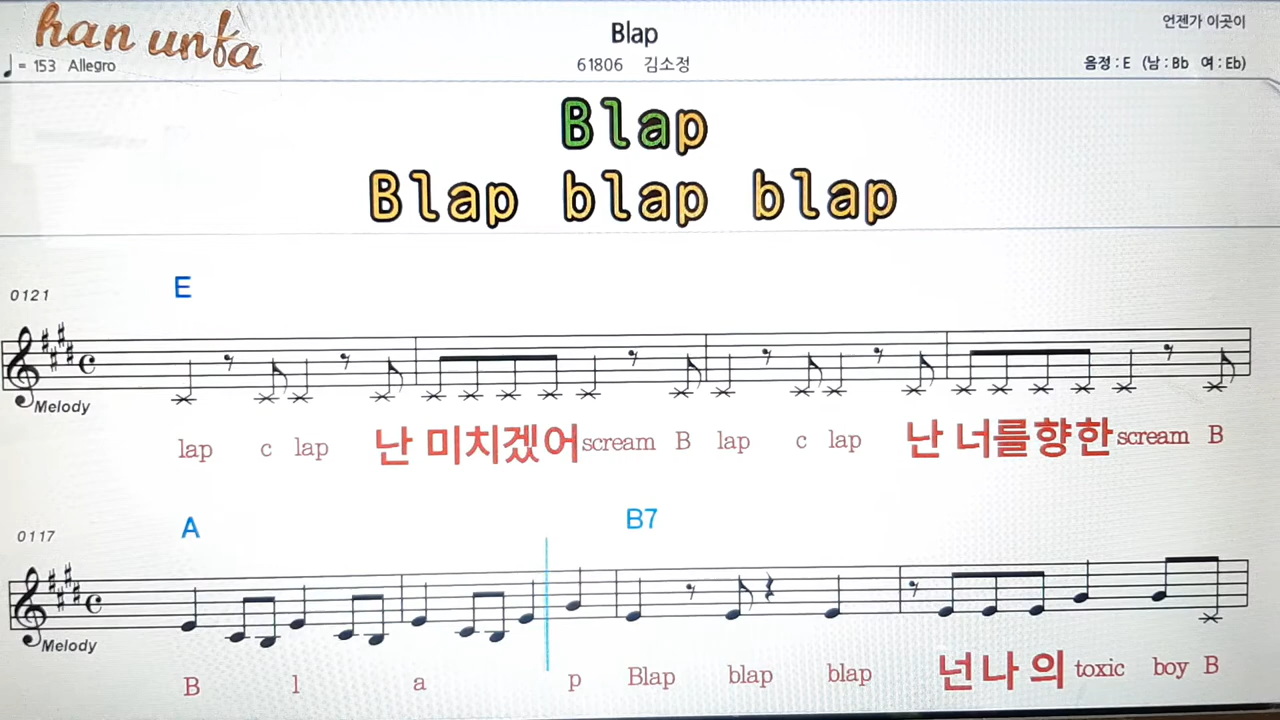 han unfa
Blap
언젠가 이곳이
♩ = 153 Allegro
61806 김소정
음정 : E (남 : Bb 여 : Eb)
Blap
Blap blap blap
0121
E
Melody
lap c lap 난 미치겠어 scream B lap c lap 난 너를향한 scream B
0117
A B7
Melody
B l a p Blap blap blap 넌나 의 toxic boy B